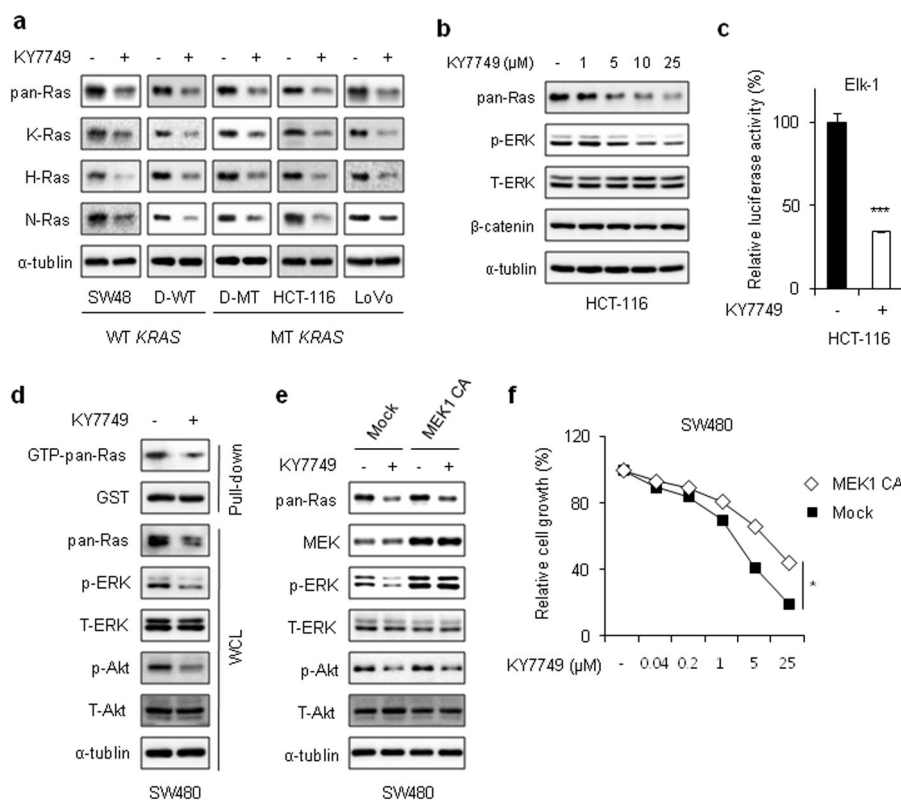 a
KY7749 - + - + - + - + - +
pan-Ras
K-Ras
H-Ras
N-Ras
α-tublin
SW48 D-WT D-MT HCT-116 LoVo
WT KRAS MT KRAS
b
KY7749 (μM) - 1 5 10 25
pan-Ras
p-ERK
T-ERK
β-catenin
α-tublin
HCT-116
c
Relative luciferase activity (%)
Elk-1
100
50
0
***
KY7749 - +
HCT-116
d
KY7749 - +
GTP-pan-Ras
GST
Pull-down
pan-Ras
p-ERK
T-ERK
p-Akt
T-Akt
α-tublin
WCL
SW480
e
Mock MEK1 CA
KY7749 - + - +
pan-Ras
MEK
p-ERK
T-ERK
p-Akt
T-Akt
α-tublin
SW480
f
SW480
Relative cell growth (%)
120
80
40
0
MEK1 CA
Mock
*
KY7749 (μM) - 0.04 0.2 1 5 25